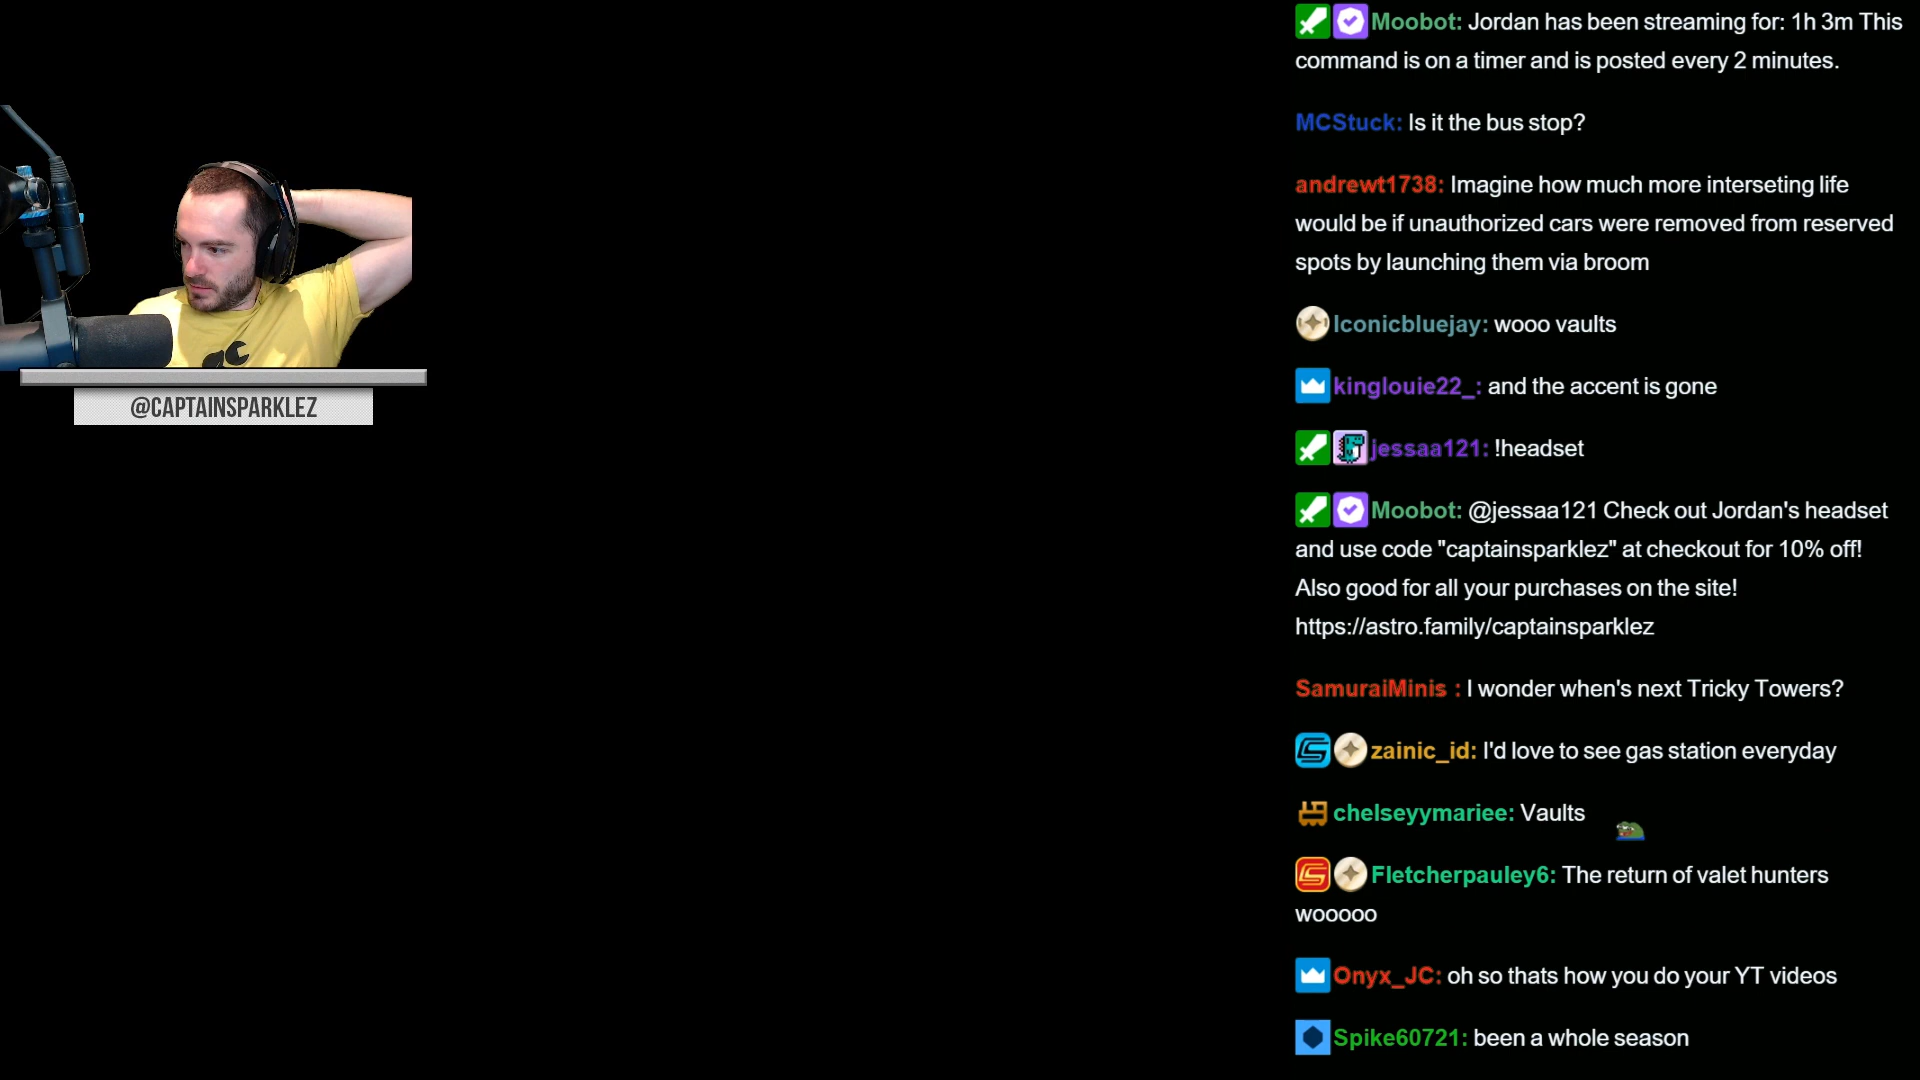 Moobot: Jordan has been streaming for: 1h 3m This
command is on a timer and is posted every 2 minutes.
MCStuck: Is it the bus stop?
andrewt1738: Imagine how much more interseting life
would be if unauthorized cars were removed from reserved
spots by launching them via broom
Iconicbluejay: wooo vaults
kinglouie22_: and the accent is gone
@CAPTAINSPARKLEZ
jessaa121: !headset
Moobot: @jessaa121 Check out Jordan's headset
and use code "captainsparklez" at checkout for 10% off!
Also good for all your purchases on the site!
https://astro.family/captainsparklez
SamuraiMinis : I wonder when's next Tricky Towers?
zainic_id: I'd love to see gas station everyday
chelseyymariee: Vaults
Fletcherpauley6: The return of valet hunters
wooooo
Onyx_JC: oh so thats how you do your YT videos
Spike60721: been a whole season